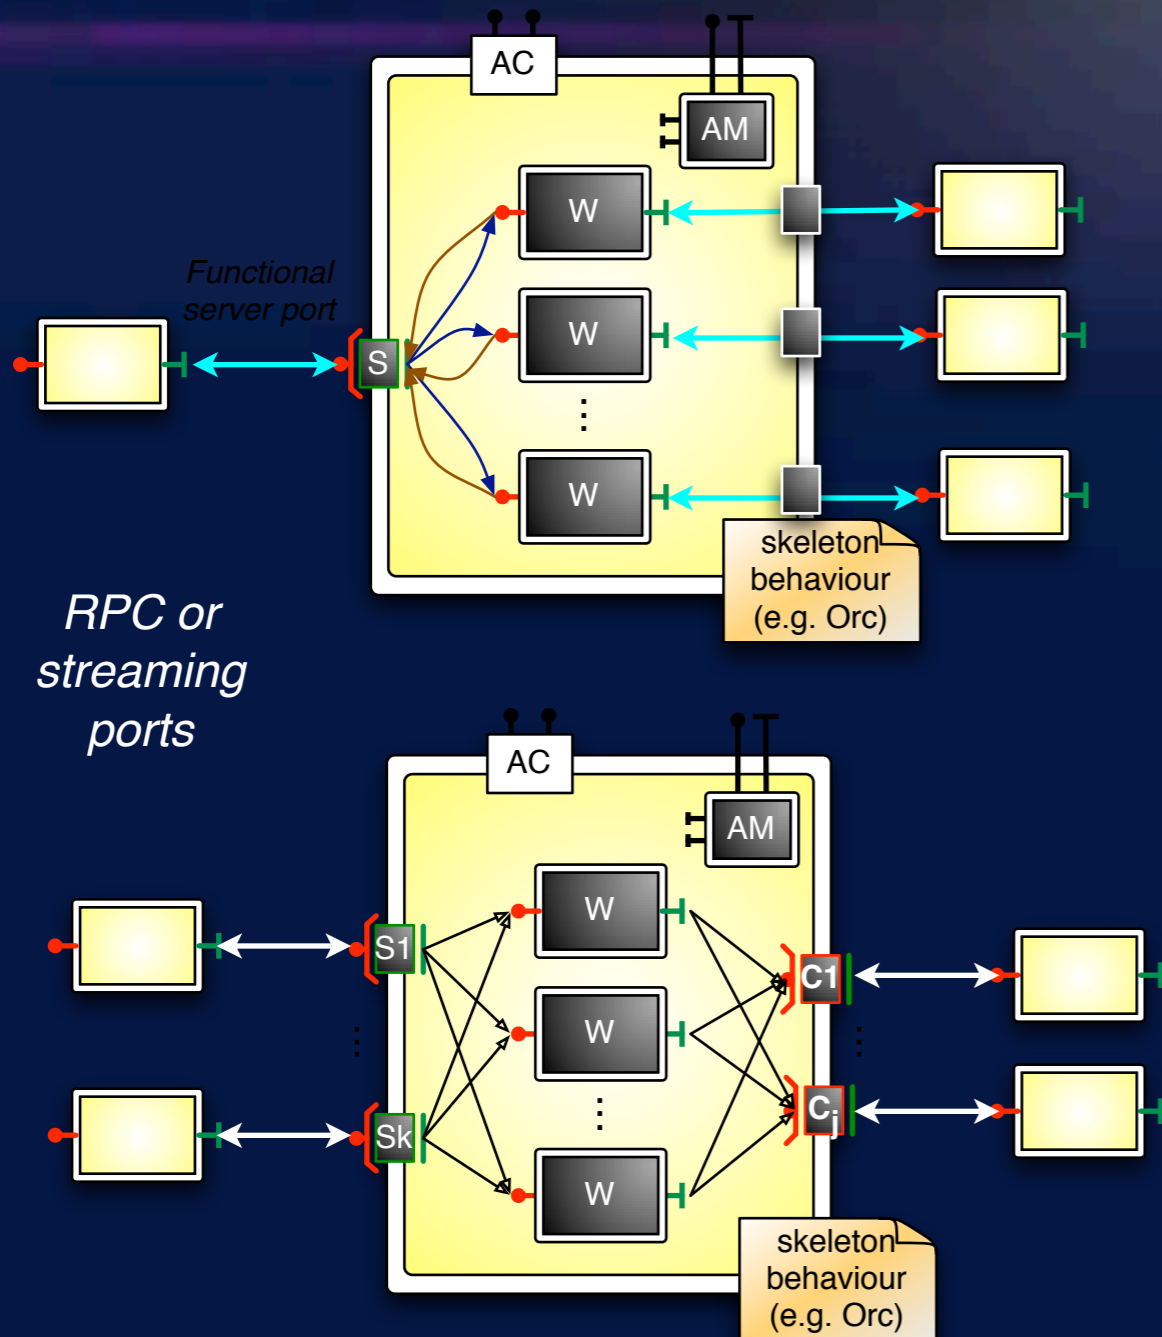 AC
AM
W
Functional
server port
W
S
W
skeleton
behaviour
(e.g. Orc)
RPC or
streaming
ports
AC
AM
W
S1
C1
W
Sk
Cj
W
skeleton
behaviour
(e.g. Orc)